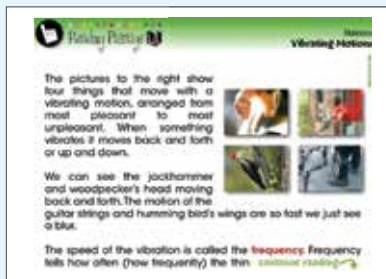 Reading Passage
Vibrating Motions
The pictures to the right show
four things that move with a
vibrating motion, arranged from
most pleasant to most
unpleasant. When something
vibrates it moves back and forth
or up and down.
We can see the jackhammer
and woodpecker's head moving
back and forth. The motion of the
guitar strings and humming bird's wings are so fast we just see
a blur.
The speed of the vibration is called the frequency. Frequency
tells how often (how frequently) the thin continue reading